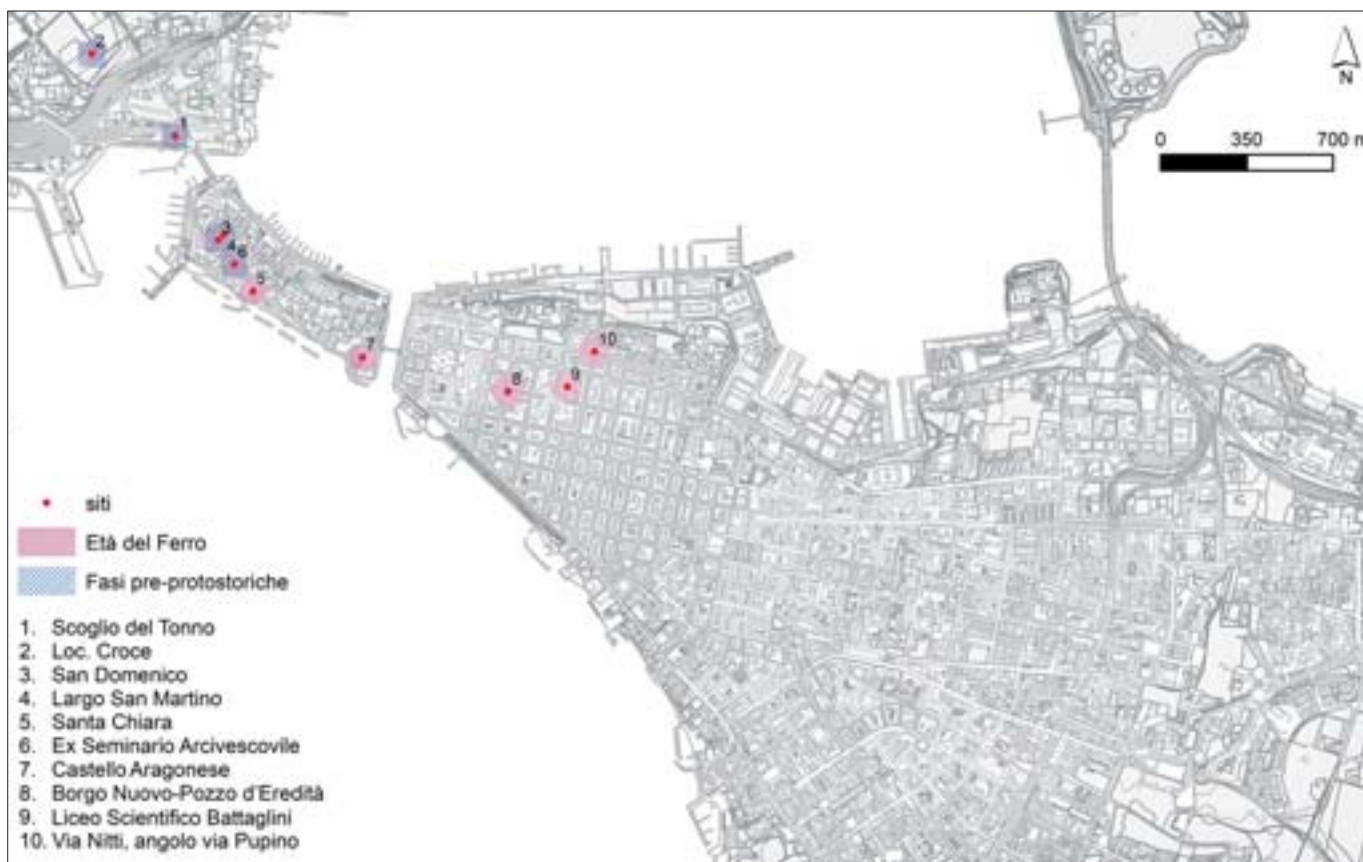 2
1
3
4 6
5
7
10
9
8
N
0 350 700 m
siti
Età del Ferro
Fasi pre-protostoriche
1. Scoglio del Tonno
2. Loc. Croce
3. San Domenico
4. Largo San Martino
5. Santa Chiara
6. Ex Seminario Arcivescovile
7. Castello Aragonese
8. Borgo Nuovo-Pozzo d'Eredità
9. Liceo Scientifico Battaglini
10. Via Nitti, angolo via Pupino